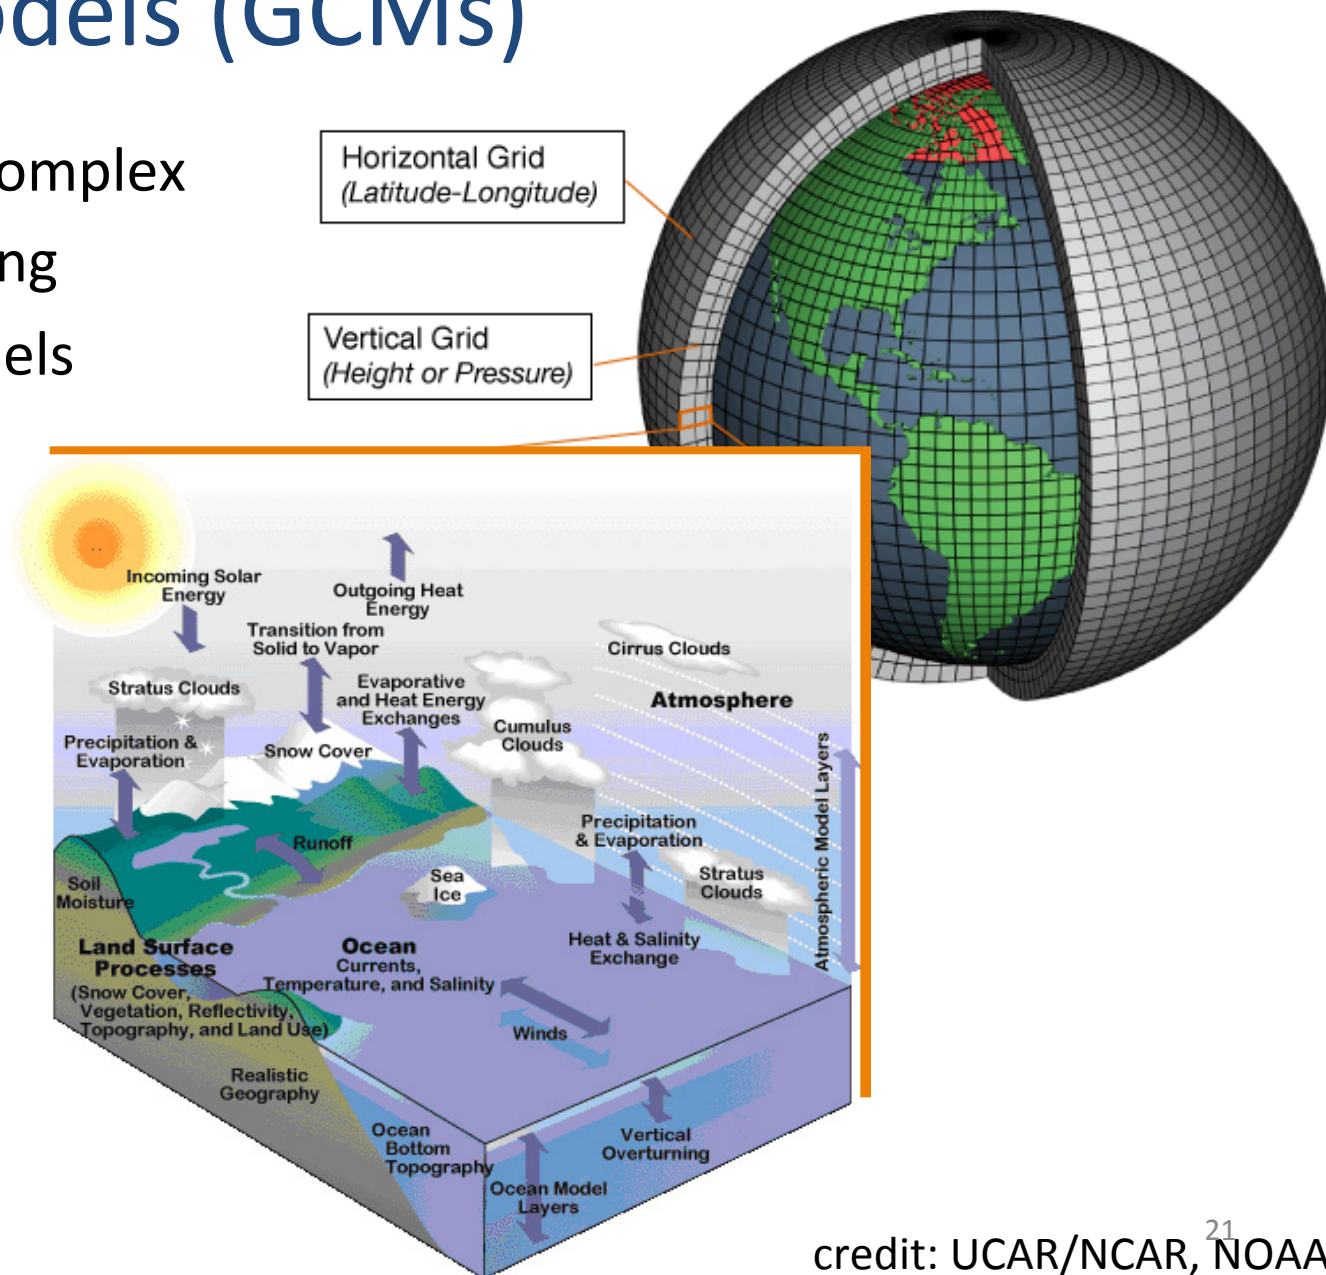 odels (GCMs)
omplex
ng
els
Horizontal Grid
(Latitude-Longitude)
Vertical Grid
(Height or Pressure)
Incoming Solar
Energy
Outgoing Heat
Energy
Transition from
Solid to Vapor
Cirrus Clouds
Stratus Clouds
Evaporative
and Heat Energy
Exchanges
Atmosphere
Cumulus
Clouds
Precipitation &
Evaporation
Snow Cover
Atmospheric Model Layers
Precipitation
& Evaporation
Runoff
Sea
Ice
Stratus
Clouds
Soil
Moisture
Land Surface
Processes
(Snow Cover,
Vegetation, Reflectivity,
Topography, and Land Use)
Ocean
Currents,
Temperature, and Salinity
Heat & Salinity
Exchange
Winds
Realistic
Geography
Ocean
Bottom
Topography
Vertical
Overturning
Ocean Model
Layers
21
credit: UCAR/NCAR, NOAA